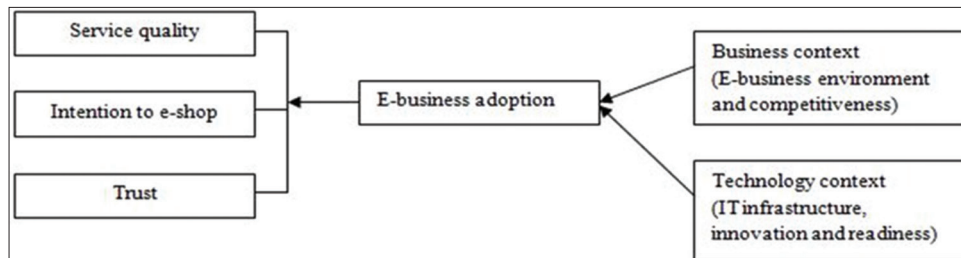 Service quality
Intention to e-shop
Trust
E-business adoption
Business context
(E-business environment
and competitiveness)
Technology context
(IT infrastructure,
innovation and readiness)